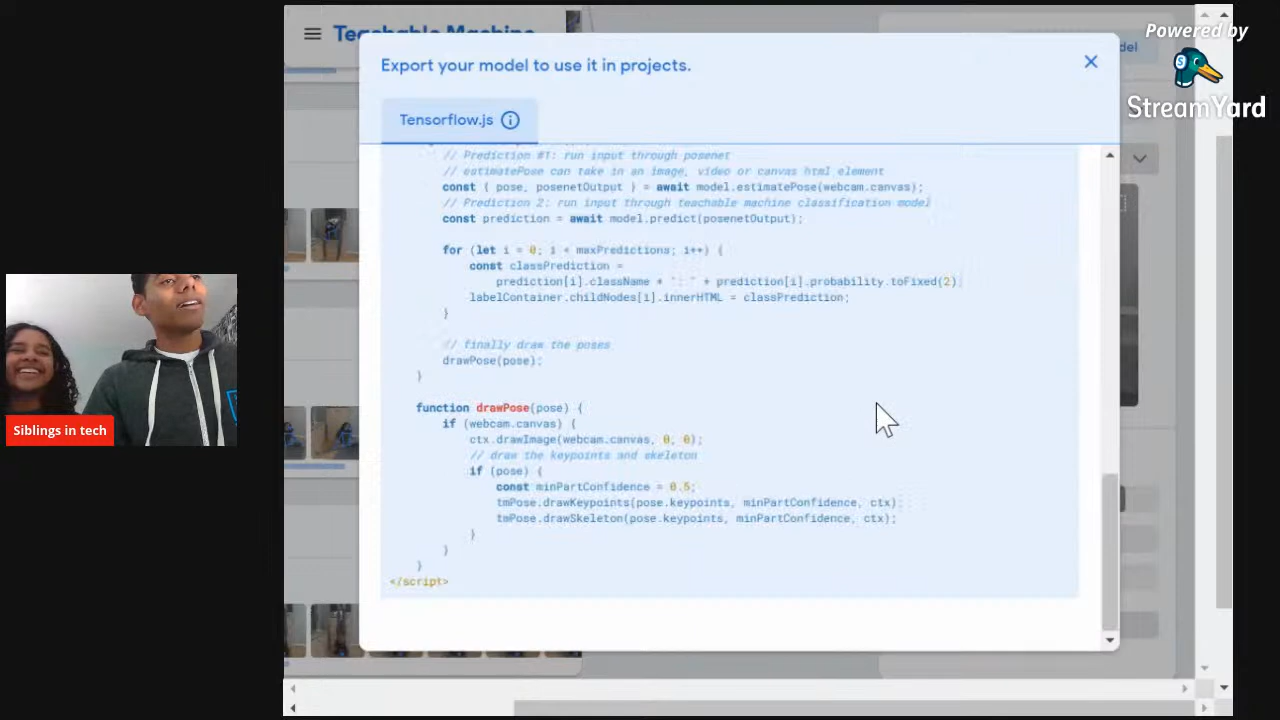 Teachable Machine
Powered by
StreamYard
Export your model to use it in projects.
Tensorflow.js
// Prediction #1: run input through posenet
// estimatePose can take in an image, video or canvas html element
const { pose, posenetOutput } = await model.estimatePose(webcam.canvas);
// Prediction 2: run input through teachable machine classification model
const prediction = await model.predict(posenetOutput);
for (let i = 0; i < maxPredictions; i++) {
const classPrediction =
prediction[i].className + ": " + prediction[i].probability.toFixed(2);
labelContainer.childNodes[i].innerHTML = classPrediction;
}
// finally draw the poses
drawPose(pose);
}
function drawPose(pose) {
if (webcam.canvas) {
ctx.drawImage(webcam.canvas, 0, 0);
// draw the keypoints and skeleton
if (pose) {
const minPartConfidence = 0.5;
tmPose.drawKeypoints(pose.keypoints, minPartConfidence, ctx);
tmPose.drawSkeleton(pose.keypoints, minPartConfidence, ctx);
}
}
}
</script>
Siblings in tech